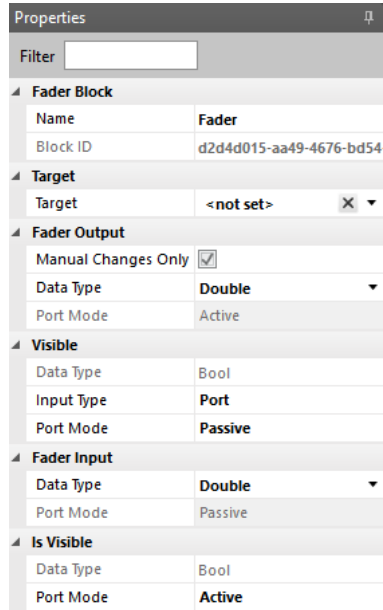 Properties
Filter
Fader Block
Name Fader
Block ID d2d4d015-aa49-4676-bd54
Target
Target <not set>
Fader Output
Manual Changes Only
Data Type Double
Port Mode Active
Visible
Data Type Bool
Input Type Port
Port Mode Passive
Fader Input
Data Type Double
Port Mode Passive
Is Visible
Data Type Bool
Port Mode Active